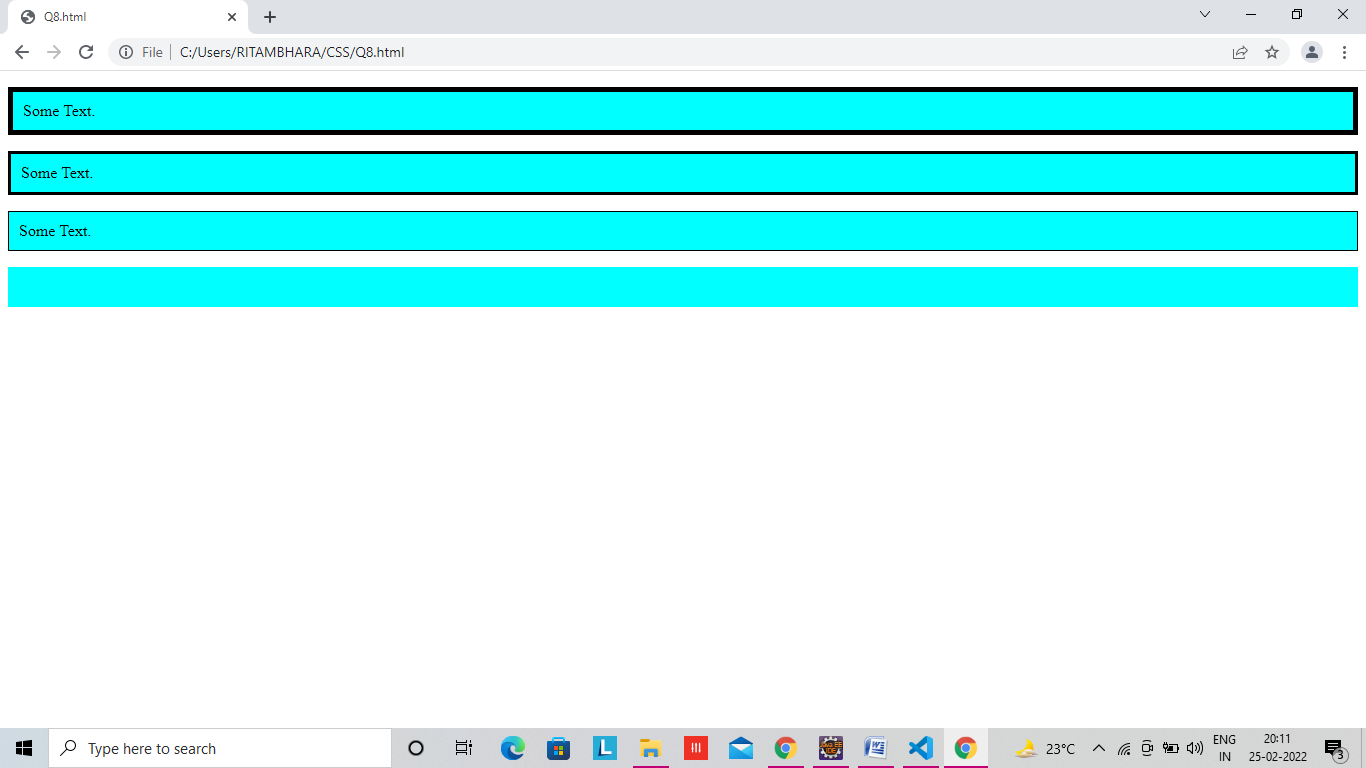 Q8.html
File
C:/Users/RITAMBHARA/CSS/Q8.html
Some Text.
Some Text.
Some Text.
Type here to search
L
23°C
ENG
IN
20:11
25-02-2022
3